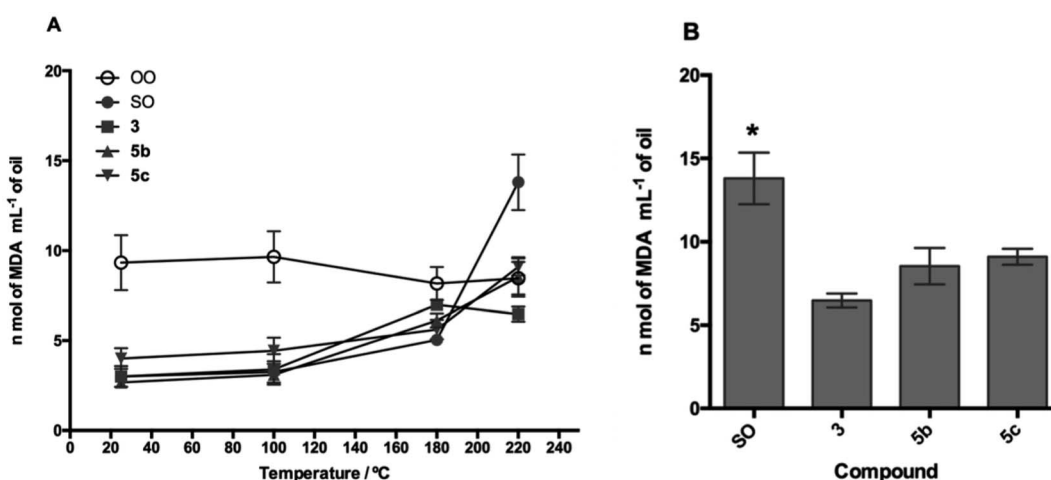 A
n mol of MDA mL⁻¹ of oil
20
15
10
5
0
OO
SO
3
5b
5c
0 20 40 60 80 100 120 140 160 180 200 220 240
Temperature / ºC
B
n mol of MDA mL⁻¹ of oil
20
15
10
5
0
*
SO 3 5b 5c
Compound